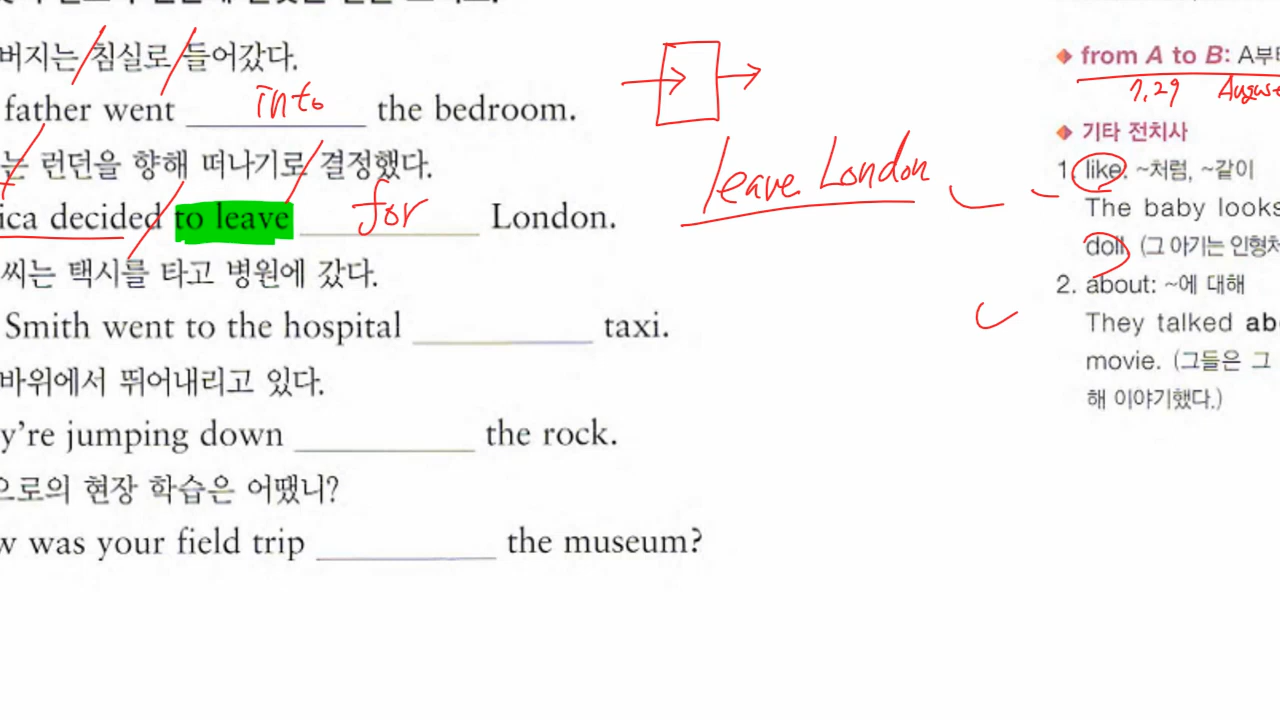 버지는 침실로 들어갔다.
father went into the bedroom.
는 런던을 향해 떠나기로 결정했다.
ica decided to leave for London.
leave London
씨는 택시를 타고 병원에 갔다.
Smith went to the hospital taxi.
바위에서 뛰어내리고 있다.
y're jumping down the rock.
으로의 현장 학습은 어땠니?
w was your field trip the museum?
◆ from A to B: A부터
7.29 August
◆ 기타 전치사
1. like: ~처럼, ~같이
The baby looks
doll. (그 아기는 인형처
2. about: ~에 대해
They talked abo
movie. (그들은 그
해 이야기했다.)